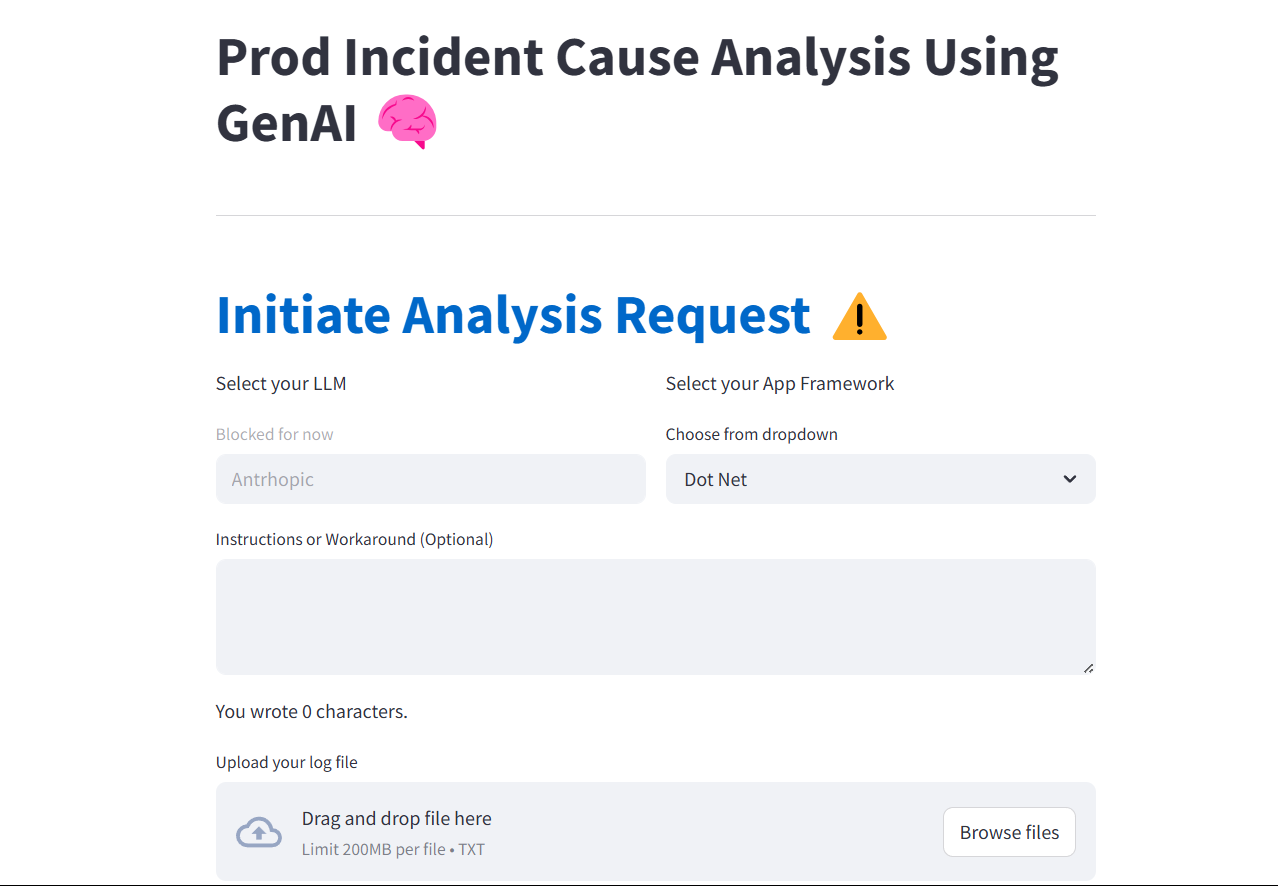 Prod Incident Cause Analysis Using
GenAI 🧠
Initiate Analysis Request ⚠️
Select your LLM
Select your App Framework
Blocked for now
Choose from dropdown
Antrhopic
Dot Net
Instructions or Workaround (Optional)
You wrote 0 characters.
Upload your log file
Drag and drop file here
Limit 200MB per file • TXT
Browse files